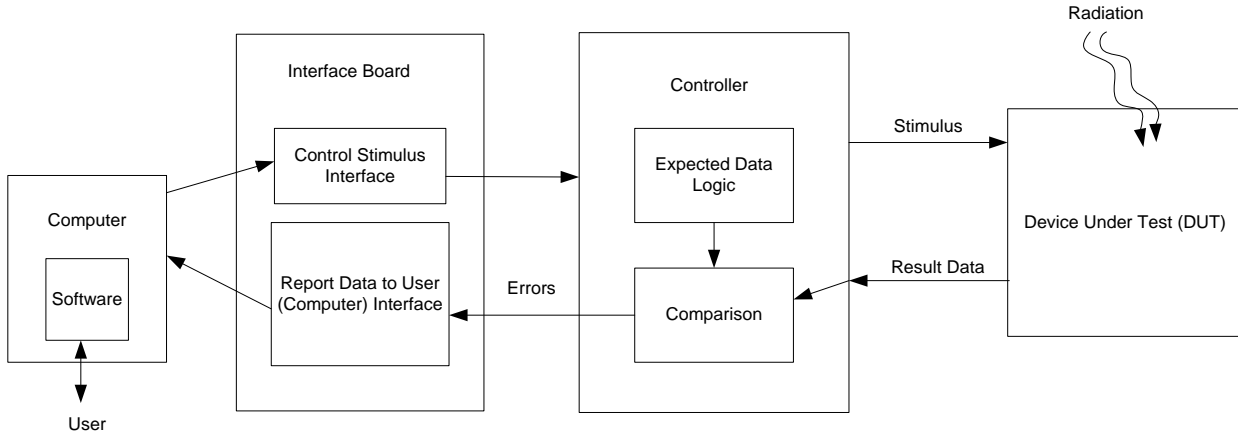 Radiation
Interface Board
Controller
Stimulus
Control Stimulus
Interface
Expected Data
Logic
Computer
Device Under Test (DUT)
Software
Report Data to User
(Computer) Interface
Errors
Result Data
Comparison
User